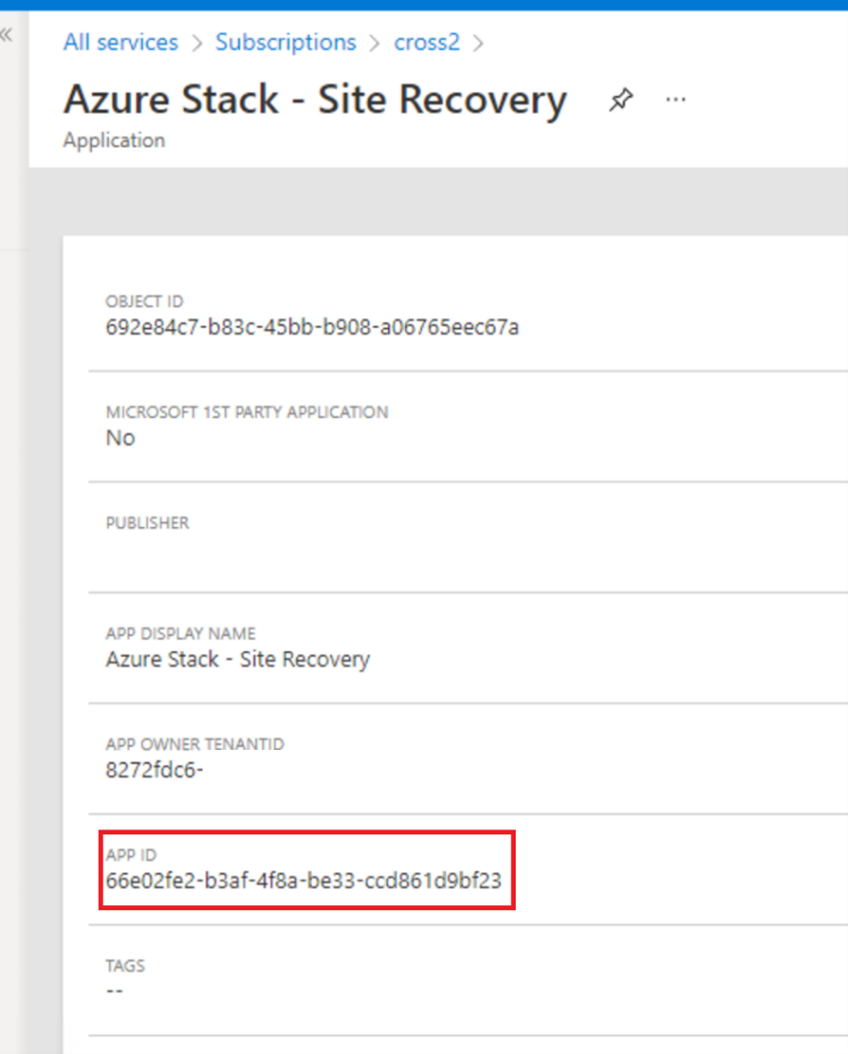 All services > Subscriptions > cross2 >
Azure Stack - Site Recovery ...
Application
OBJECT ID
692e84c7-b83c-45bb-b908-a06765eec67a
MICROSOFT 1ST PARTY APPLICATION
No
PUBLISHER
APP DISPLAY NAME
Azure Stack - Site Recovery
APP OWNER TENANTID
8272fdc6-
APP ID
66e02fe2-b3af-4f8a-be33-ccd861d9bf23
TAGS
--